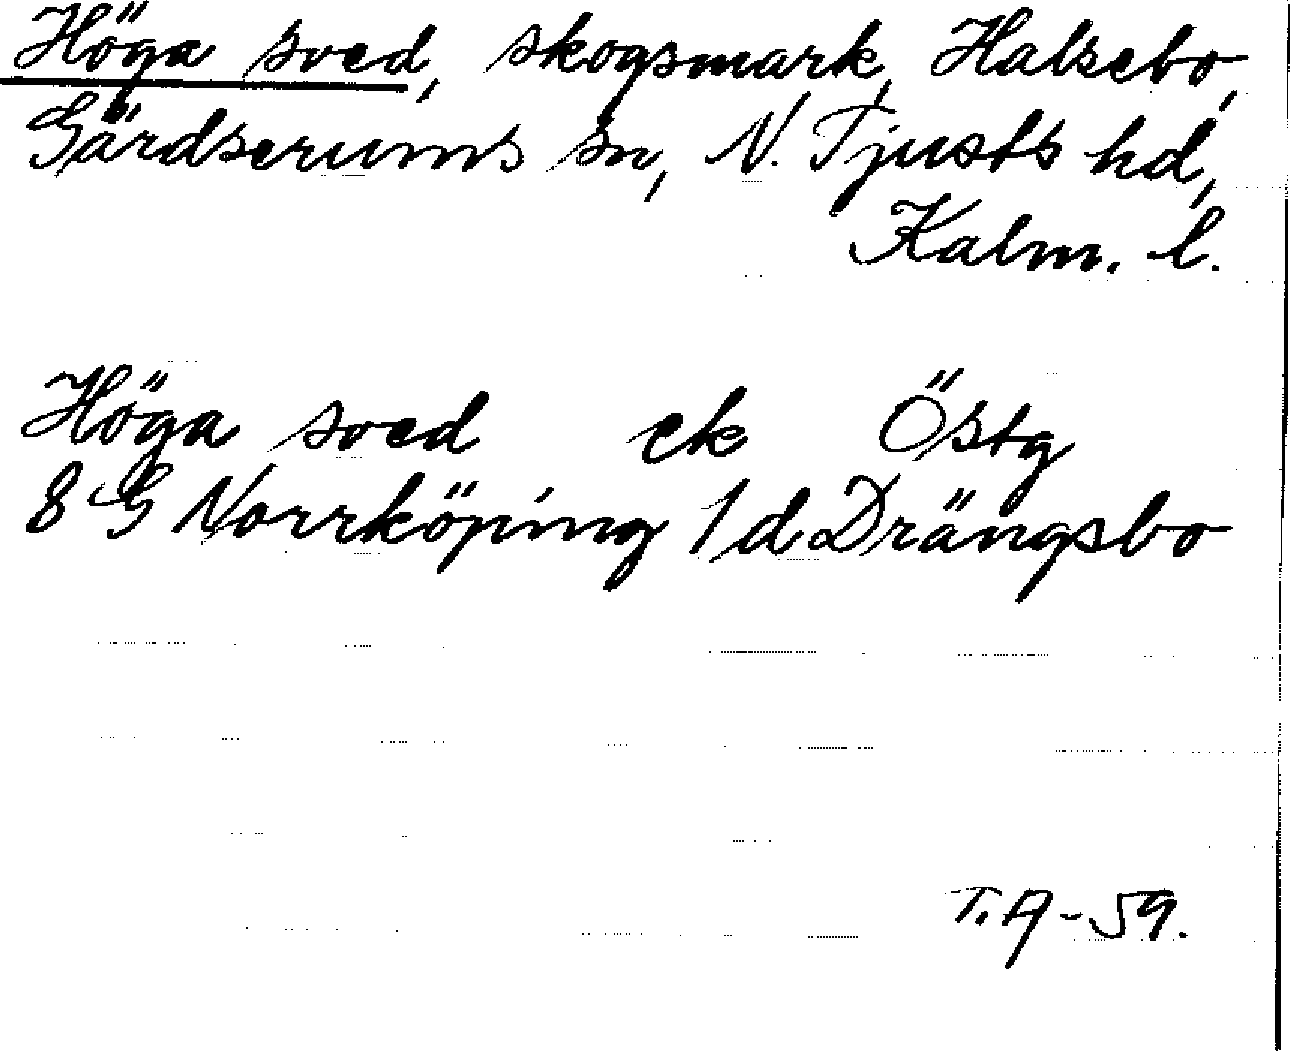 Höga sved, skogsmark, Halsebo,
Gärdserums sn, N. Tjusts hd,
Kalm. l.
Höga sved ek Östg
8 G Norrköping 1 d Drängsbo
T. A-59.